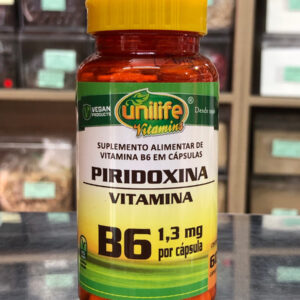 VEGAN
PRODUCTS
unilife
Vitamins
Desde
SUPLEMENTO ALIMENTAR DE
VITAMINA B6 EM CÁPSULAS
PIRIDOXINA
VITAMINA
B6 1,3 mg
por cápsula